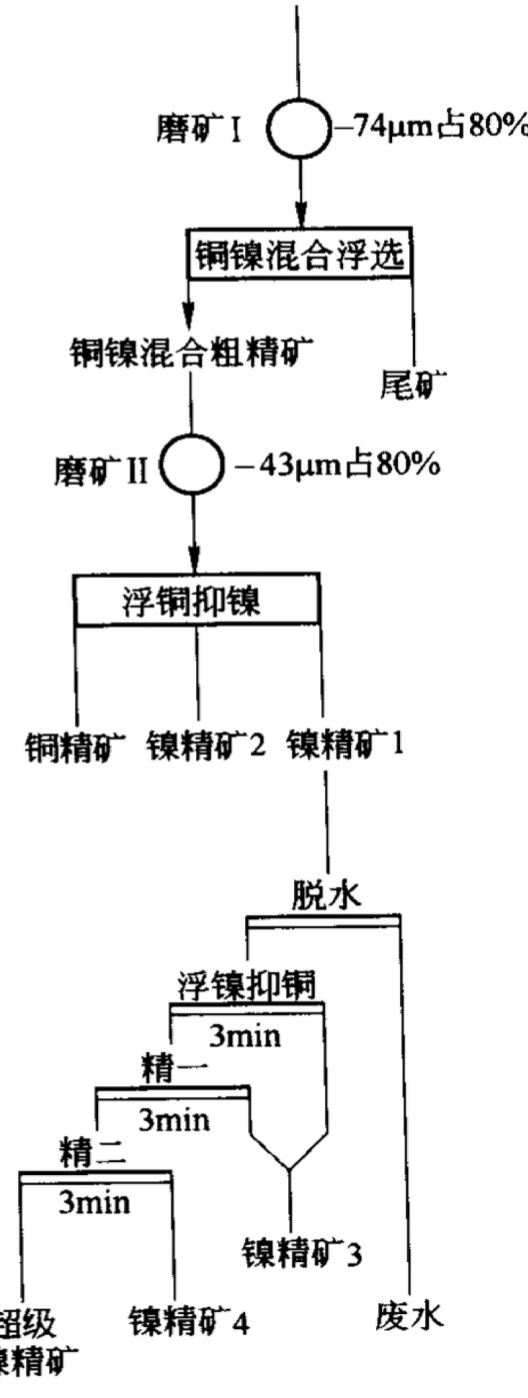 磨矿Ⅰ
-74μm占80%
铜镍混合浮选
铜镍混合粗精矿
尾矿
磨矿Ⅱ
-43μm占80%
浮铜抑镍
铜精矿
镍精矿2
镍精矿1
脱水
浮镍抑铜
3min
精一
3min
精二
3min
镍精矿3
超级
镍精矿
镍精矿4
废水